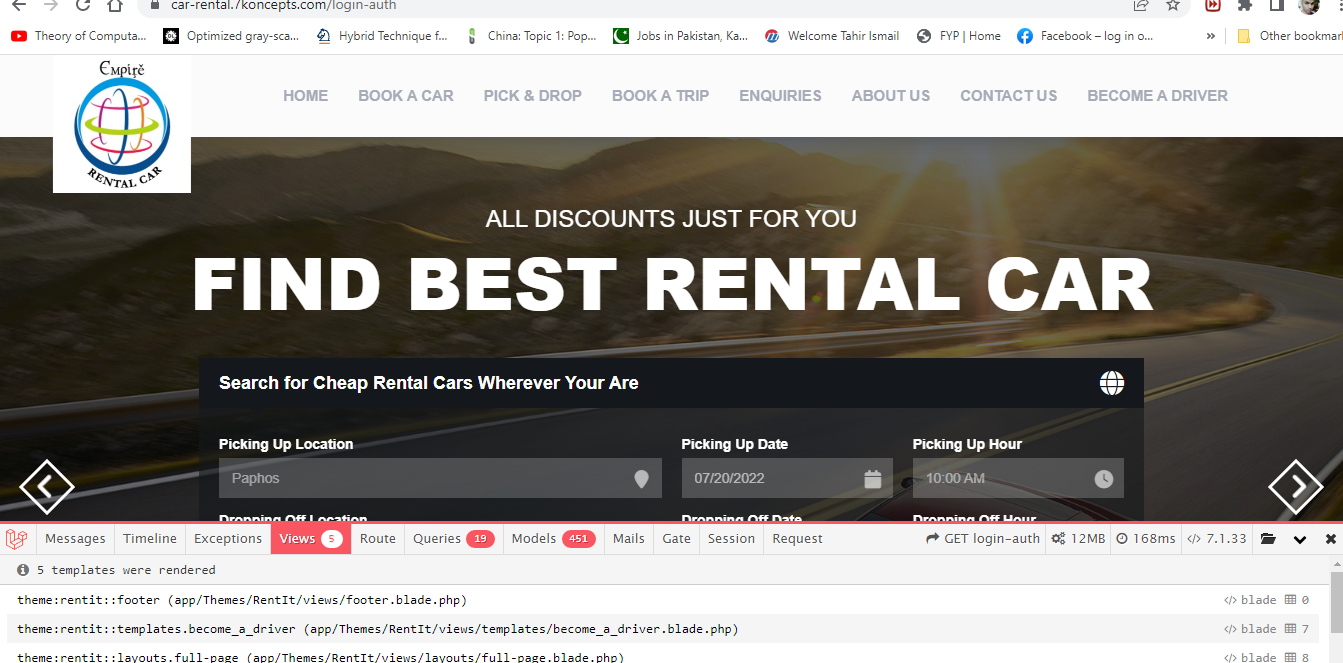 car-rental.7koncepts.com/login-auth
Theory of Computa... Optimized gray-sca... Hybrid Technique f... China: Topic 1: Pop... Jobs in Pakistan, Ka... Welcome Tahir Ismail FYP | Home Facebook – log in o... » Other bookmar
Empire
RENTAL CAR
HOME BOOK A CAR PICK & DROP BOOK A TRIP ENQUIRIES ABOUT US CONTACT US BECOME A DRIVER
ALL DISCOUNTS JUST FOR YOU
FIND BEST RENTAL CAR
Search for Cheap Rental Cars Wherever Your Are
Picking Up Location Picking Up Date Picking Up Hour
Paphos 07/20/2022 10:00 AM
Dropping Off Location Dropping Off Date Dropping Off Hour
Messages Timeline Exceptions Views 5 Route Queries 19 Models 451 Mails Gate Session Request GET login-auth 12MB 168ms </> 7.1.33
5 templates were rendered
theme:rentit::footer (app/Themes/RentIt/views/footer.blade.php) </> blade 0
theme:rentit::templates.become_a_driver (app/Themes/RentIt/views/templates/become_a_driver.blade.php) </> blade 7
theme:rentit::layouts.full-page (app/Themes/RentIt/views/layouts/full-page.blade.php) </> blade 8